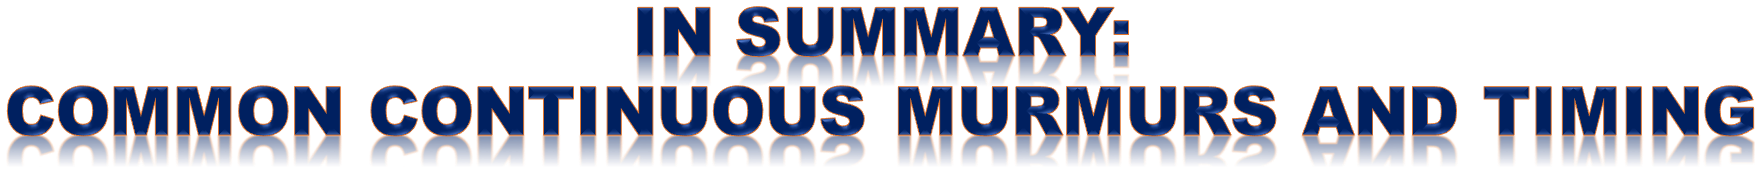 IN SUMMARY:
COMMON CONTINUOUS MURMURS AND TIMING